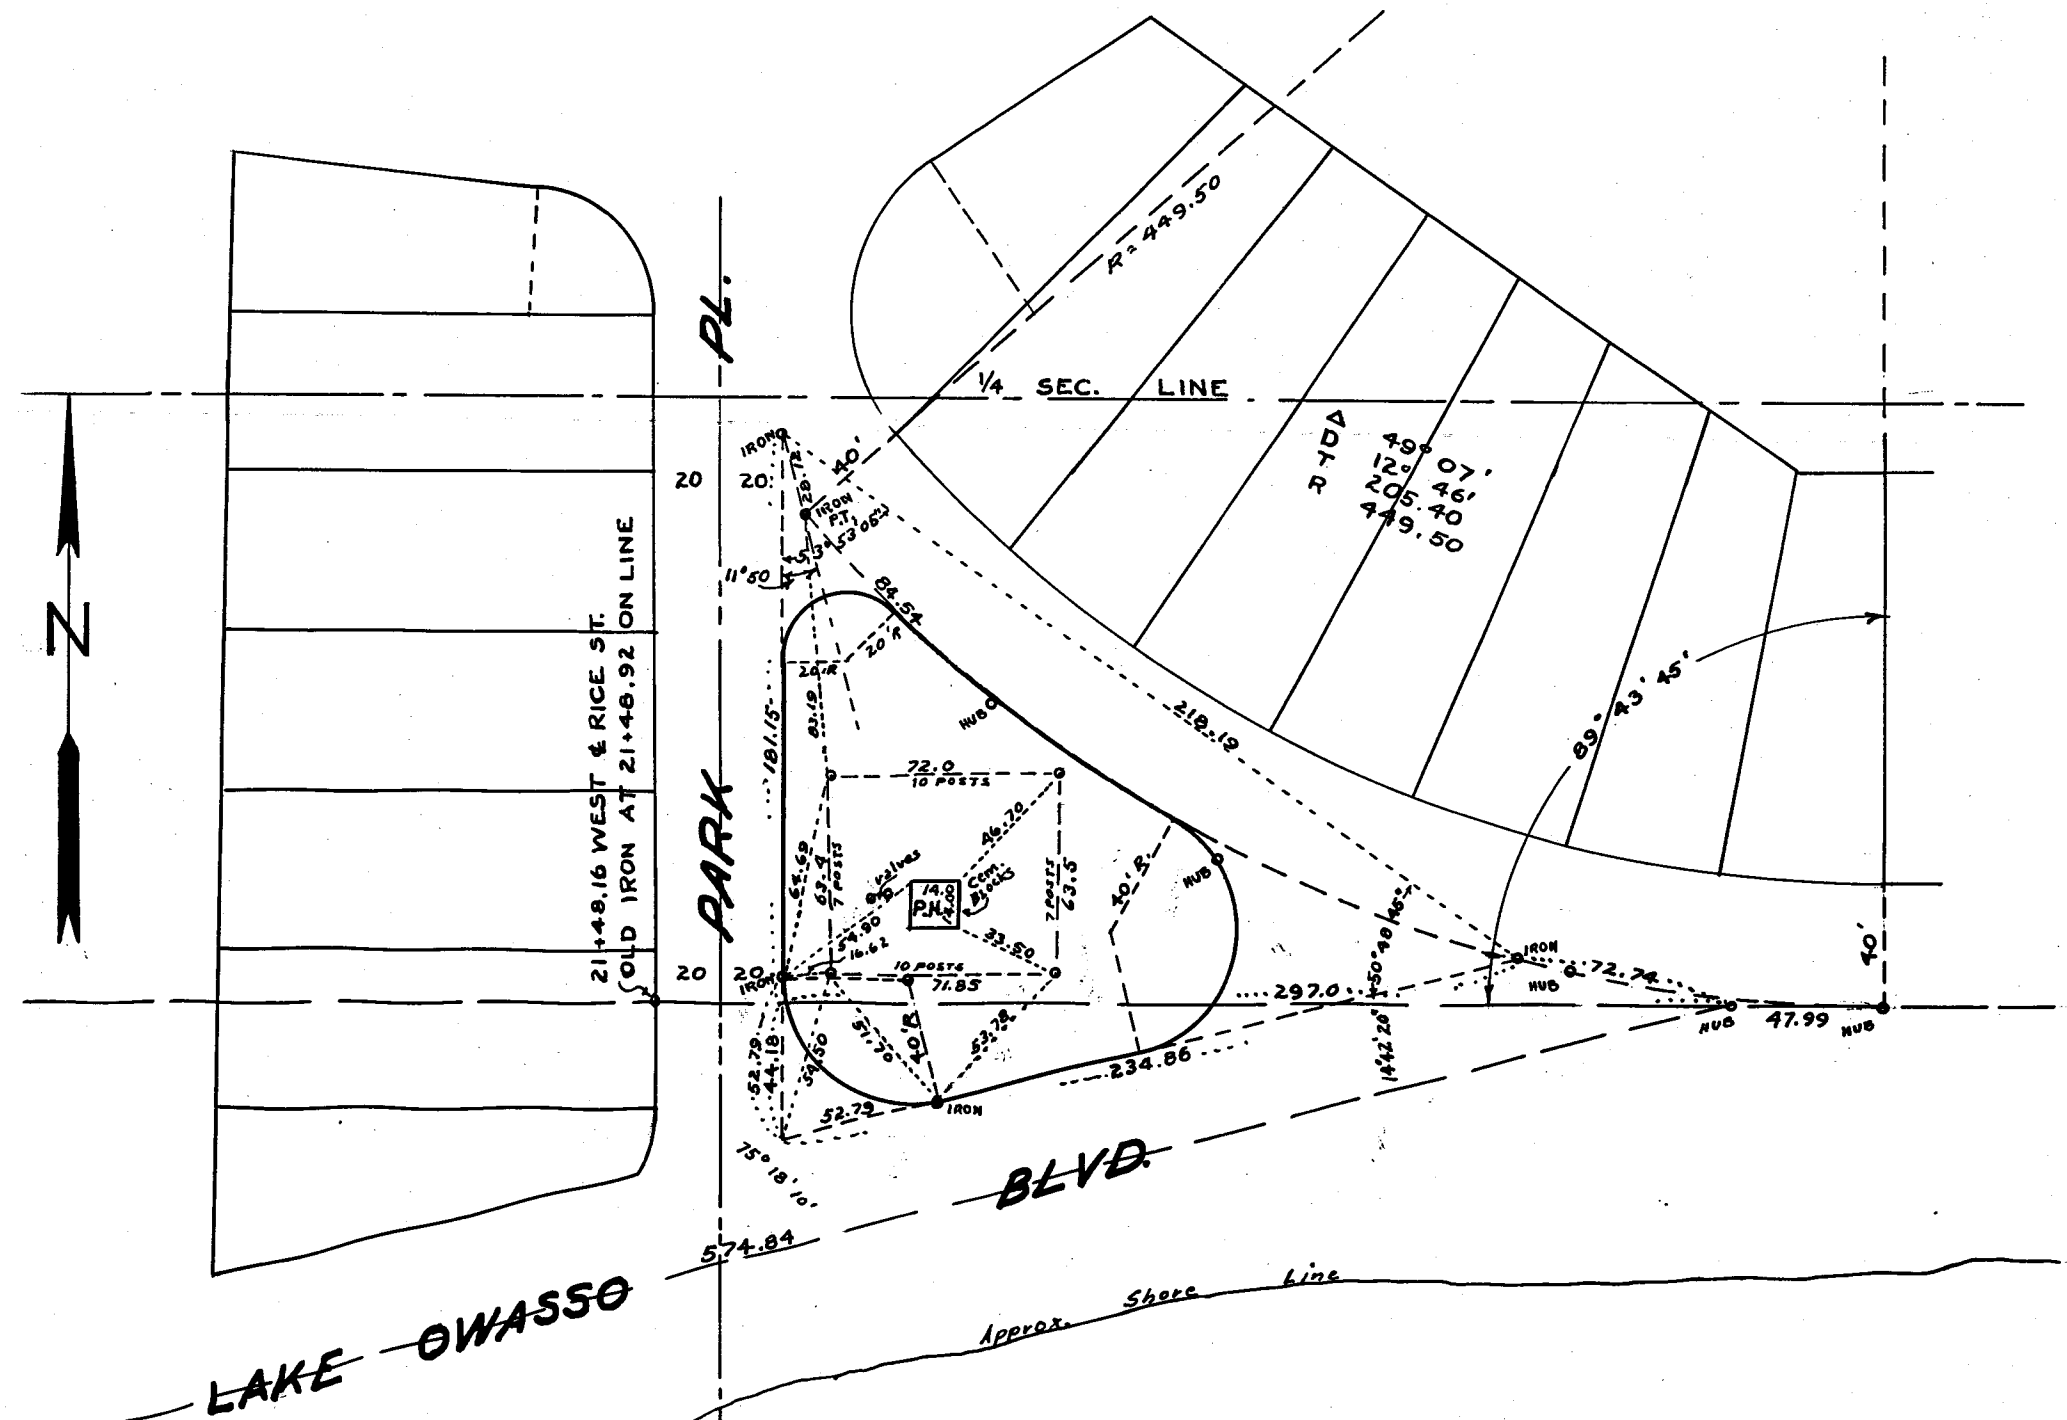 R = 449.50
PL.
1/4 SEC. LINE
Δ 49° 07'
D 12° 46'
T 205.40
R 449.50
IRON
40'
28.12
20 20
IRON
P.T.
53° 53' 05"
11° 50
84.54
20'R
20'R
N
21+48.16 WEST ℄ RICE ST.
OLD IRON AT 21+48.92 ON LINE
181.15
83.19
HUB
218.19
89° 43' 45"
72.0
10 POSTS
PARK
64.69
63.4
7 POSTS
valves
46.70
Cem.
BLOCKS
14.0
14.00
P.H.
7 POSTS
63.5
40' R.
HUB
54.90
16.62
33.50
20 20
IRON
10 POSTS
71.85
297.0
50° 48' 45"
14° 42' 20"
IRON
HUB
72.74
40'
HUB
47.99
HUB
52.79
44.18
54.50
51.70
40'R
53.78
234.86
52.79
IRON
75° 18' 10"
BLVD.
574.84
LAKE OWASSO
Approx. Shore Line